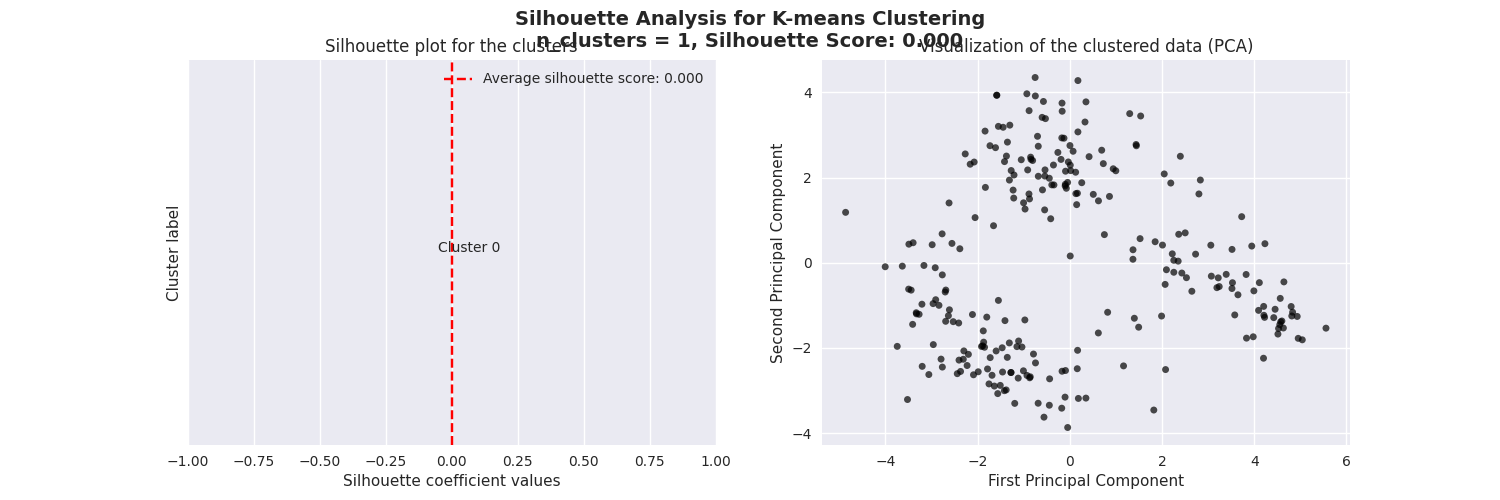 Silhouette Analysis for K-means Clustering
n_clusters = 1, Silhouette Score: 0.000
Silhouette plot for the clusters
Average silhouette score: 0.000
Cluster 0
Cluster label
−1.00 −0.75 −0.50 −0.25 0.00 0.25 0.50 0.75 1.00
Silhouette coefficient values
Visualization of the clustered data (PCA)
4
2
0
−2
−4
Second Principal Component
−4 −2 0 2 4 6
First Principal Component